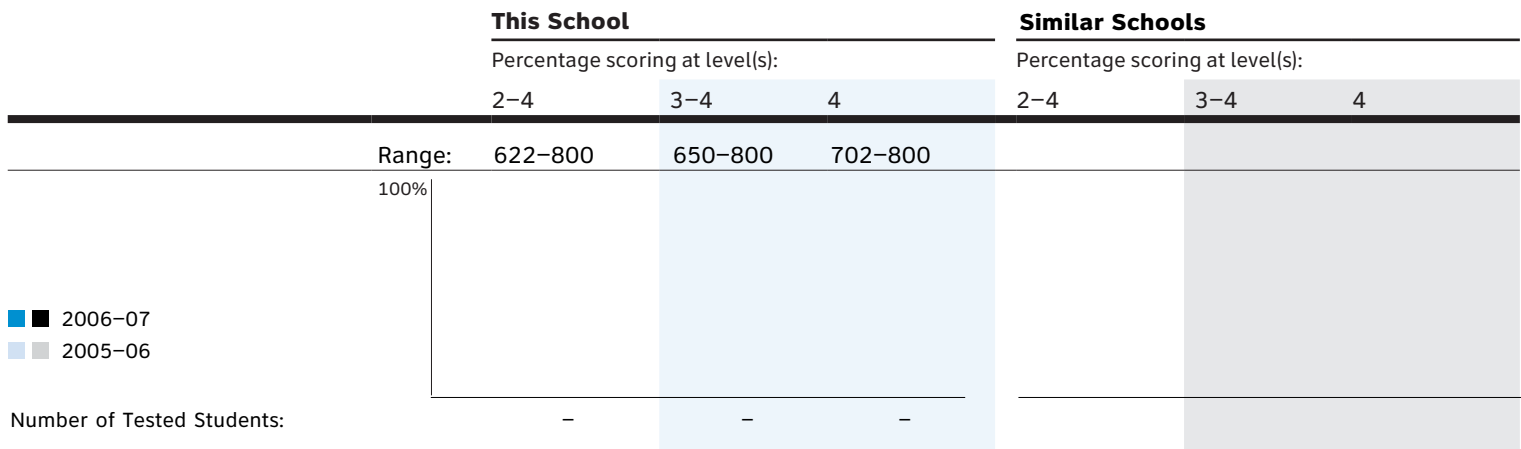 This School Similar Schools
Percentage scoring at level(s): Percentage scoring at level(s):
2–4 3–4 4 2–4 3–4 4
Range: 622–800 650–800 702–800
100%
2006–07
2005–06
Number of Tested Students: – – –